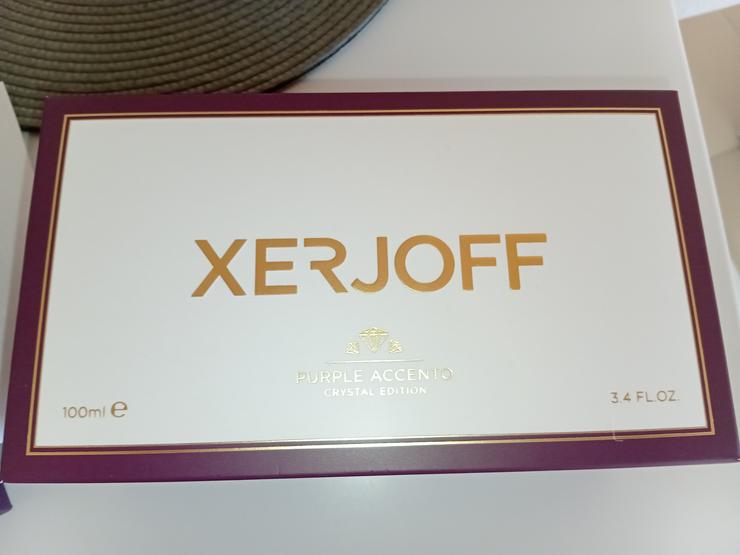 XERJOFF
PURPLE ACCENTO
CRYSTAL EDITION
100ml ℮
3.4 FL.OZ.